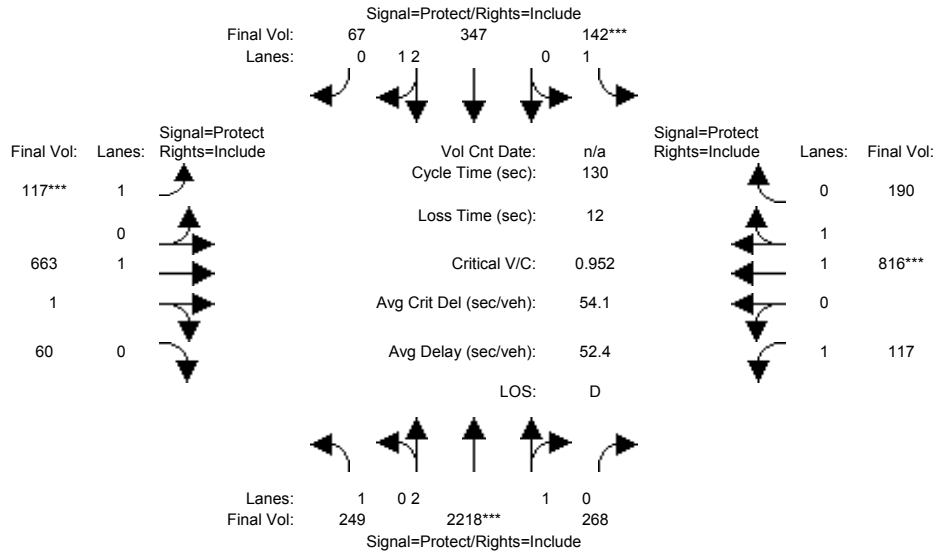 Signal=Protect/Rights=Include
Final Vol: 67 347 142***
Lanes: 0 1 2 0 1
Signal=Protect
Final Vol: Lanes: Rights=Include
Vol Cnt Date: n/a
Signal=Protect
Rights=Include Lanes: Final Vol:
Cycle Time (sec): 130
117*** 1
0 190
Loss Time (sec): 12
0
1
663 1
Critical V/C: 0.952
1 816***
1
Avg Crit Del (sec/veh): 54.1
0
60 0
Avg Delay (sec/veh): 52.4
1 117
LOS: D
Lanes: 1 0 2 1 0
Final Vol: 249 2218*** 268
Signal=Protect/Rights=Include